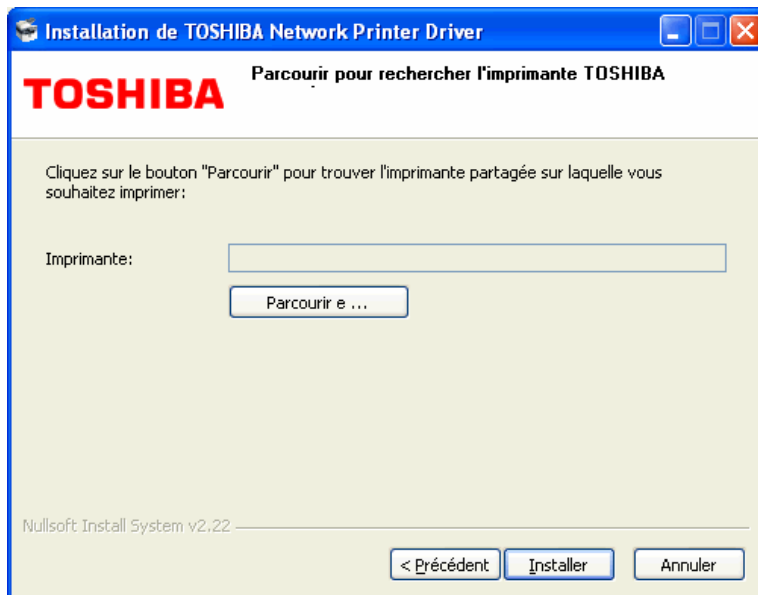 Installation de TOSHIBA Network Printer Driver
TOSHIBA
Parcourir pour rechercher l'imprimante TOSHIBA
Cliquez sur le bouton "Parcourir" pour trouver l'imprimante partagée sur laquelle vous
souhaitez imprimer:
Imprimante:
Parcourir e ...
Nullsoft Install System v2.22
< Précédent
Installer
Annuler